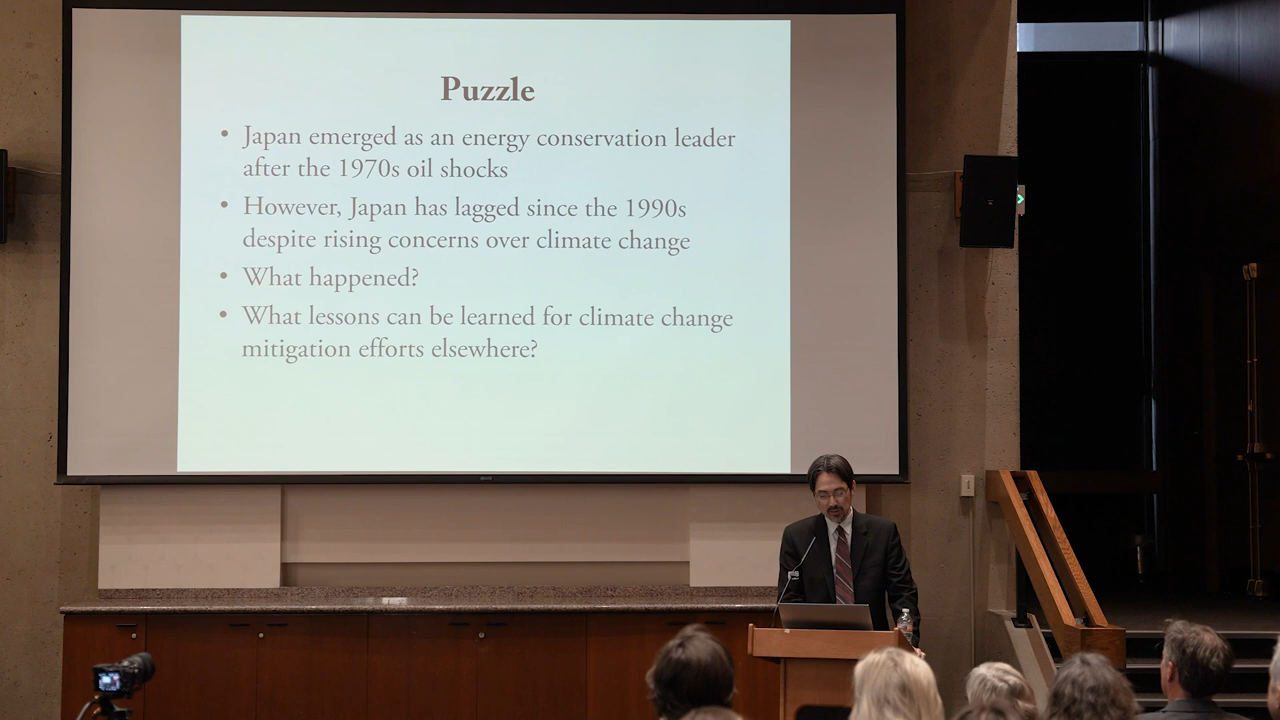 Puzzle
• Japan emerged as an energy conservation leader
after the 1970s oil shocks
• However, Japan has lagged since the 1990s
despite rising concerns over climate change
• What happened?
• What lessons can be learned for climate change
mitigation efforts elsewhere?